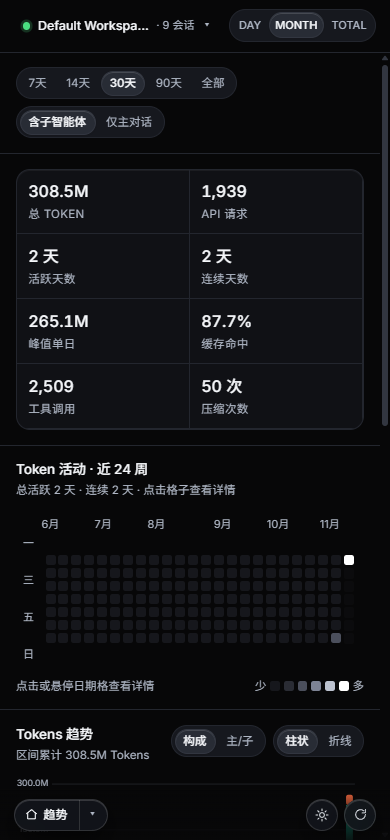 Default Workspa... · 9 会话
DAY MONTH TOTAL
7天 14天 30天 90天 全部
含子智能体 仅主对话
308.5M 1,939
总 TOKEN API 请求
2 天 2 天
活跃天数 连续天数
265.1M 87.7%
峰值单日 缓存命中
2,509 50 次
工具调用 压缩次数
Token 活动 · 近 24 周
总活跃 2 天 · 连续 2 天 · 点击格子查看详情
6月 7月 8月 9月 10月 11月
一
三
五
日
点击或悬停日期格查看详情 少 多
Tokens 趋势 构成 主/子 柱状 折线
区间累计 308.5M Tokens
300.0M
趋势